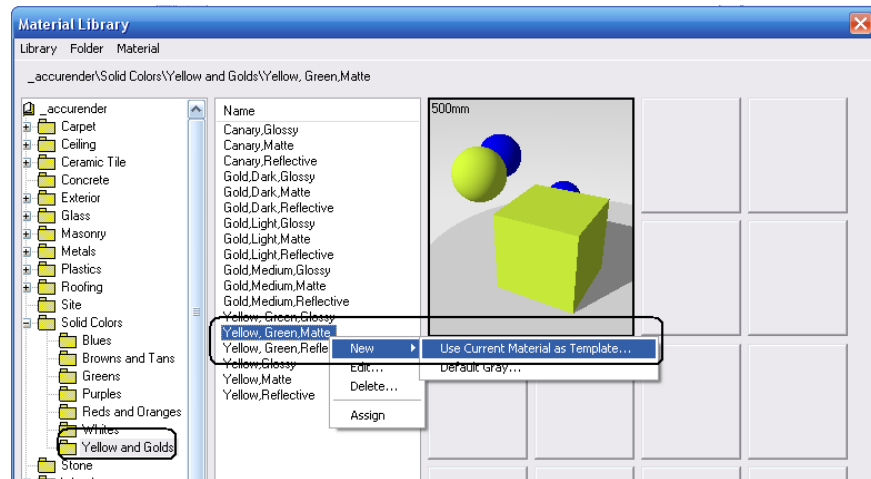 Material Library
Library Folder Material
_accurender\Solid Colors\Yellow and Golds\Yellow, Green,Matte
_accurender
Carpet
Ceiling
Ceramic Tile
Concrete
Exterior
Glass
Masonry
Metals
Plastics
Roofing
Site
Solid Colors
Blues
Browns and Tans
Greens
Purples
Reds and Oranges
Whites
Yellow and Golds
Stone
Name
Canary,Glossy
Canary,Matte
Canary,Reflective
Gold,Dark,Glossy
Gold,Dark,Matte
Gold,Dark,Reflective
Gold,Light,Glossy
Gold,Light,Matte
Gold,Light,Reflective
Gold,Medium,Glossy
Gold,Medium,Matte
Gold,Medium,Reflective
Yellow, Green,Glossy
Yellow, Green,Matte
Yellow, Green,Refle
Yellow,Glossy
Yellow,Matte
Yellow,Reflective
New
Edit...
Delete...
Assign
Use Current Material as Template...
Default Gray...
500mm